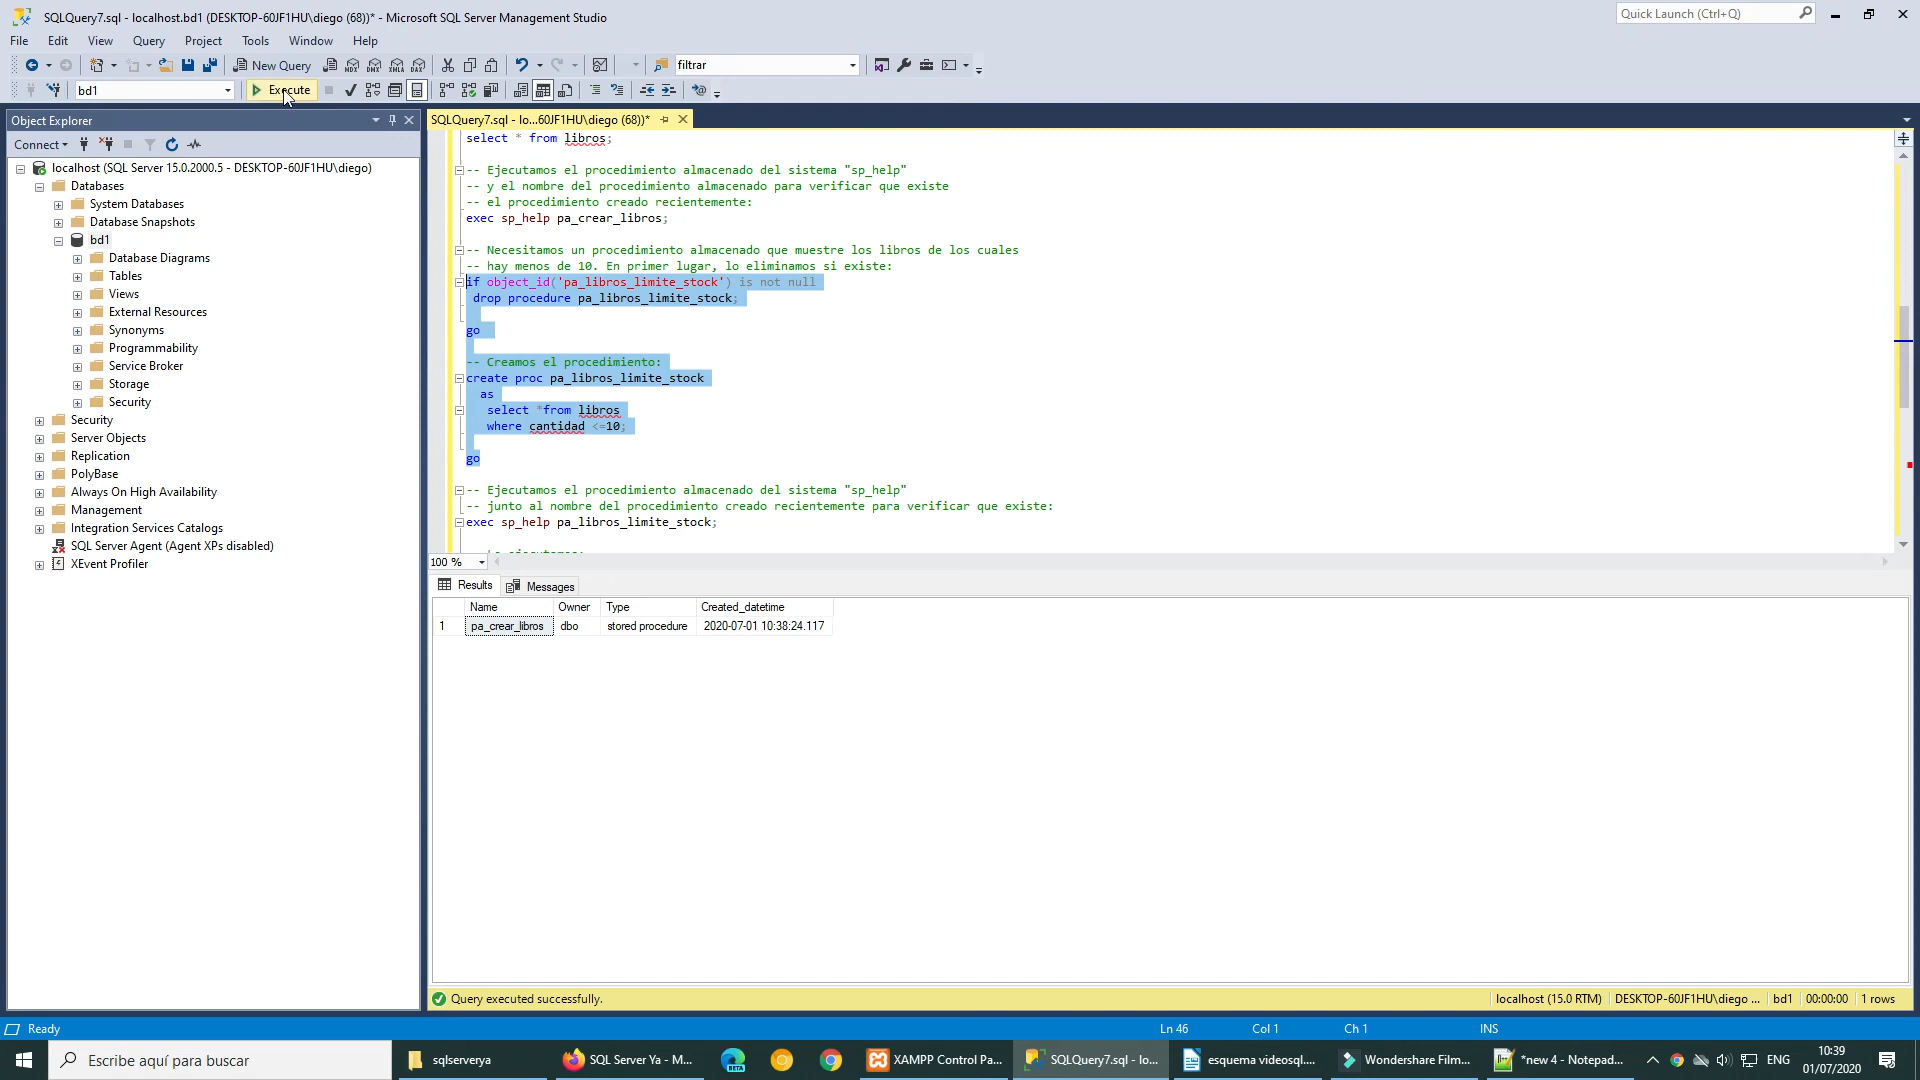 SQLQuery7.sql - localhost.bd1 (DESKTOP-60JF1HU\diego (68))* - Microsoft SQL Server Management Studio
Quick Launch (Ctrl+Q)
File Edit View Query Project Tools Window Help
New Query
filtrar
bd1
Execute
Object Explorer
Connect
localhost (SQL Server 15.0.2000.5 - DESKTOP-60JF1HU\diego)
Databases
System Databases
Database Snapshots
bd1
Database Diagrams
Tables
Views
External Resources
Synonyms
Programmability
Service Broker
Storage
Security
Security
Server Objects
Replication
PolyBase
Always On High Availability
Management
Integration Services Catalogs
SQL Server Agent (Agent XPs disabled)
XEvent Profiler
SQLQuery7.sql - lo...60JF1HU\diego (68))*
select * from libros;
-- Ejecutamos el procedimiento almacenado del sistema "sp_help"
-- y el nombre del procedimiento almacenado para verificar que existe
-- el procedimiento creado recientemente:
exec sp_help pa_crear_libros;
-- Necesitamos un procedimiento almacenado que muestre los libros de los cuales
-- hay menos de 10. En primer lugar, lo eliminamos si existe:
if object_id('pa_libros_limite_stock') is not null
drop procedure pa_libros_limite_stock;
go
-- Creamos el procedimiento:
create proc pa_libros_limite_stock
as
select *from libros
where cantidad <=10;
go
-- Ejecutamos el procedimiento almacenado del sistema "sp_help"
-- junto al nombre del procedimiento creado recientemente para verificar que existe:
exec sp_help pa_libros_limite_stock;
100 %
Results Messages
Name Owner Type Created_datetime
1 pa_crear_libros dbo stored procedure 2020-07-01 10:38:24.117
Query executed successfully.
localhost (15.0 RTM) DESKTOP-60JF1HU\diego ... bd1 00:00:00 1 rows
Ready
Ln 46 Col 1 Ch 1 INS
Escribe aquí para buscar
sqlserverya
SQL Server Ya - M...
BETA
XAMPP Control Pa...
SQLQuery7.sql - lo...
esquema videosql....
Wondershare Film...
*new 4 - Notepad...
ENG
10:39
01/07/2020